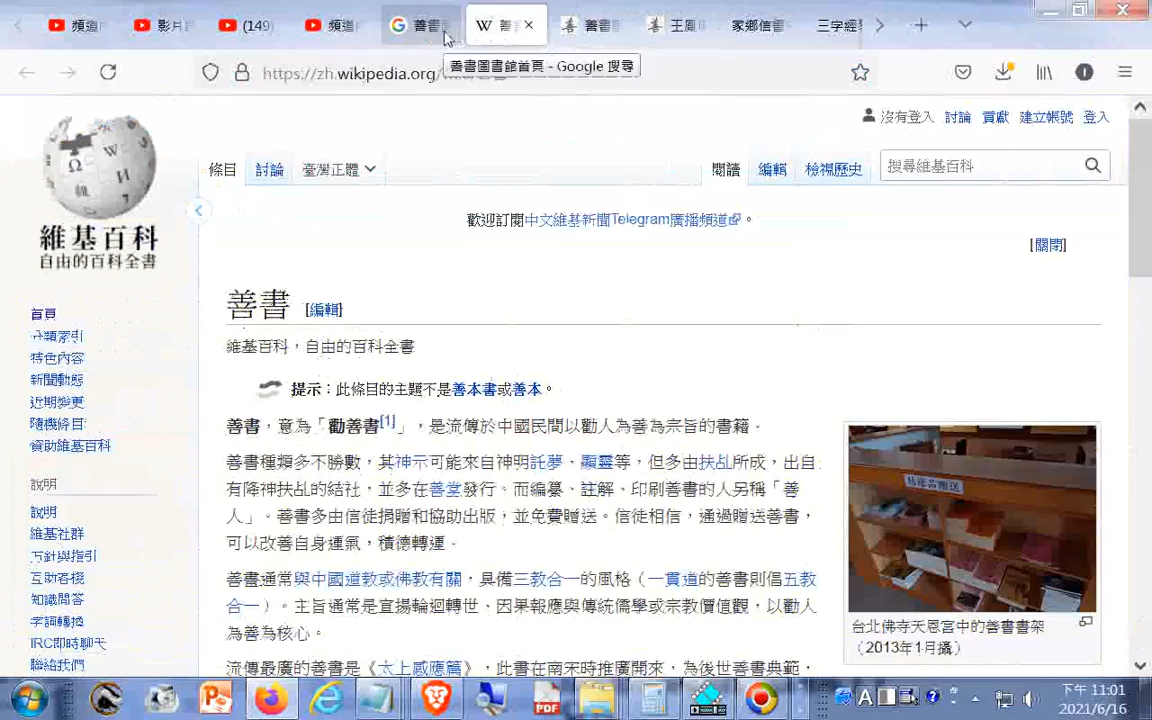 頻道
影片
(149)
頻道
善書
善書
善書
王鳳
家鄉信書
三字經
https://zh.wikipedia.org/
善書圖書館首頁 - Google 搜尋
沒有登入 討論 貢獻 建立帳號 登入
條目 討論 臺灣正體 閱讀 編輯 檢視歷史 搜尋維基百科
維基百科
自由的百科全書
歡迎訂閱中文維基新聞Telegram廣播頻道。
[關閉]
善書 [編輯]
維基百科，自由的百科全書
提示：此條目的主題不是善本書或善本。
善書，意為「勸善書[1]」，是流傳於中國民間以勸人為善為宗旨的書籍。
善書種類多不勝數，其神示可能來自神明託夢、顯靈等，但多由扶乩所成，出自
有降神扶乩的結社，並多在善堂發行。而編纂、註解、印刷善書的人另稱「善
人」。善書多由信徒捐贈和協助出版，並免費贈送。信徒相信，通過贈送善書，
可以改善自身運氣，積德轉運。
善書通常與中國道教或佛教有關，具備三教合一的風格（一貫道的善書則倡五教
合一）。主旨通常是宣揚輪迴轉世、因果報應與傳統儒學或宗教價值觀，以勸人
為善為核心。
流傳最廣的善書是《太上感應篇》，此書在南宋時推廣開來，為後世善書典範，
台北佛寺天恩宮中的善書書架
（2013年1月攝）
首頁
分類索引
特色內容
新聞動態
近期變更
隨機條目
資助維基百科
說明
說明
維基社群
方針與指引
互助客棧
知識問答
字詞轉換
IRC即時聊天
聯絡我們
PDF
A
下午 11:01
2021/6/16